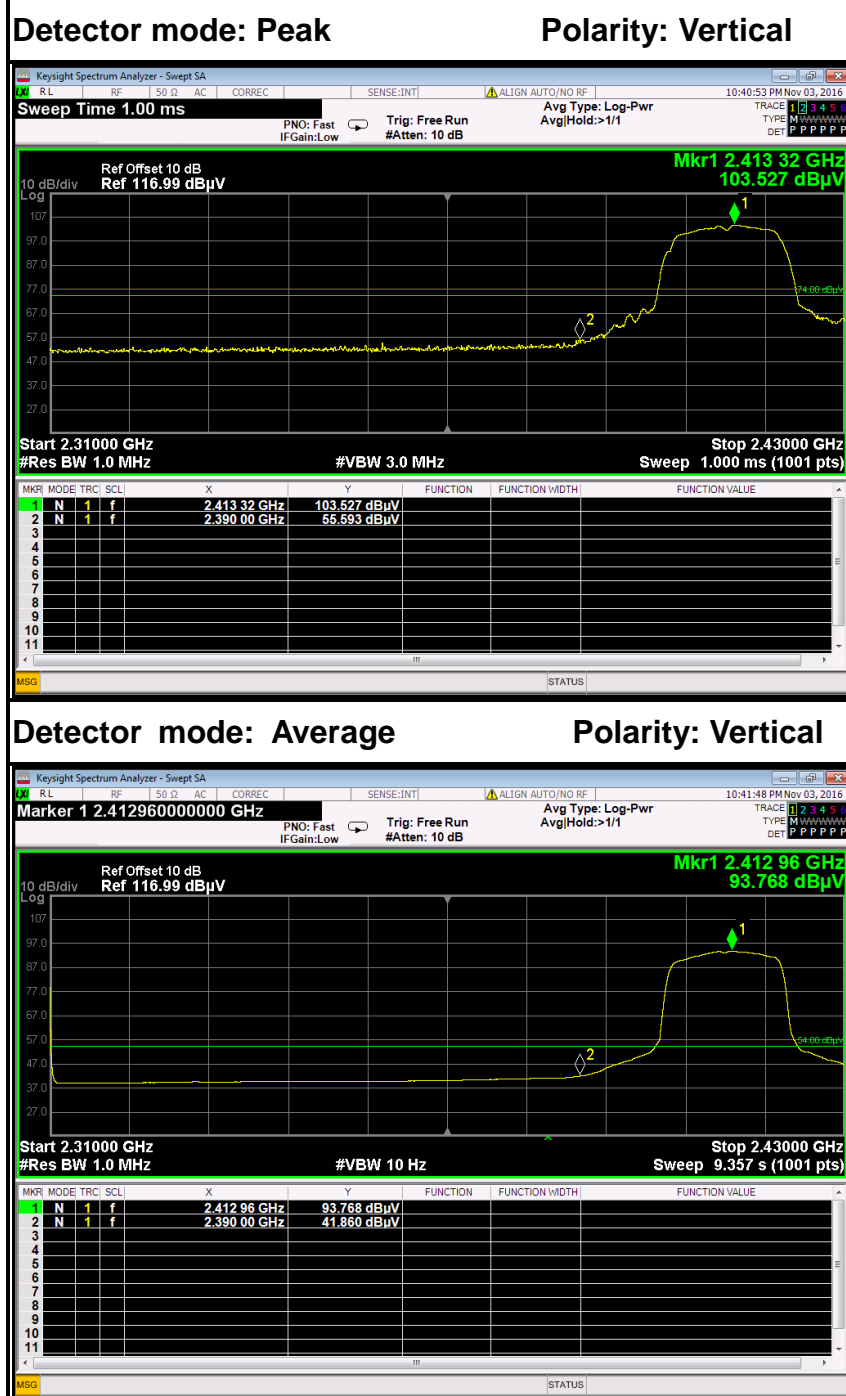 Detector mode: Peak Polarity: Vertical
Keysight Spectrum Analyzer - Swept SA
LXI RL RF 50 Ω AC CORREC SENSE:INT ALIGN AUTO/NO RF 10:40:53 PM Nov 03, 2016
Sweep Time 1.00 ms
PNO: Fast
IFGain:Low
Trig: Free Run
#Atten: 10 dB
Avg Type: Log-Pwr
Avg|Hold:>1/1
TRACE 1 2 3 4 5 6
TYPE M WWWWW
DET P P P P P P
Mkr1 2.413 32 GHz
103.527 dBµV
Ref Offset 10 dB
10 dB/div Ref 116.99 dBµV
Log
107
97.0
87.0
77.0
67.0
57.0
47.0
37.0
27.0
1
2
74.00 dBµV
Start 2.31000 GHz Stop 2.43000 GHz
#Res BW 1.0 MHz #VBW 3.0 MHz Sweep 1.000 ms (1001 pts)
MKR MODE TRC SCL X Y FUNCTION FUNCTION WIDTH FUNCTION VALUE
1 N 1 f 2.413 32 GHz 103.527 dBµV
2 N 1 f 2.390 00 GHz 55.593 dBµV
3
4
5
6
7
8
9
10
11
MSG STATUS
Detector mode: Average Polarity: Vertical
Keysight Spectrum Analyzer - Swept SA
LXI RL RF 50 Ω AC CORREC SENSE:INT ALIGN AUTO/NO RF 10:41:48 PM Nov 03, 2016
Marker 1 2.412960000000 GHz
PNO: Fast
IFGain:Low
Trig: Free Run
#Atten: 10 dB
Avg Type: Log-Pwr
Avg|Hold:>1/1
TRACE 1 2 3 4 5 6
TYPE M WWWWW
DET P P P P P P
Mkr1 2.412 96 GHz
93.768 dBµV
Ref Offset 10 dB
10 dB/div Ref 116.99 dBµV
Log
107
97.0
87.0
77.0
67.0
57.0
47.0
37.0
27.0
1
2
54.00 dBµV
Start 2.31000 GHz Stop 2.43000 GHz
#Res BW 1.0 MHz #VBW 10 Hz Sweep 9.357 s (1001 pts)
MKR MODE TRC SCL X Y FUNCTION FUNCTION WIDTH FUNCTION VALUE
1 N 1 f 2.412 96 GHz 93.768 dBµV
2 N 1 f 2.390 00 GHz 41.860 dBµV
3
4
5
6
7
8
9
10
11
MSG STATUS